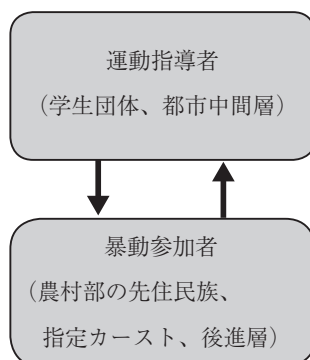 運動指導者
（学生団体、都市中間層）
暴動参加者
（農村部の先住民族、
指定カースト、後進層）